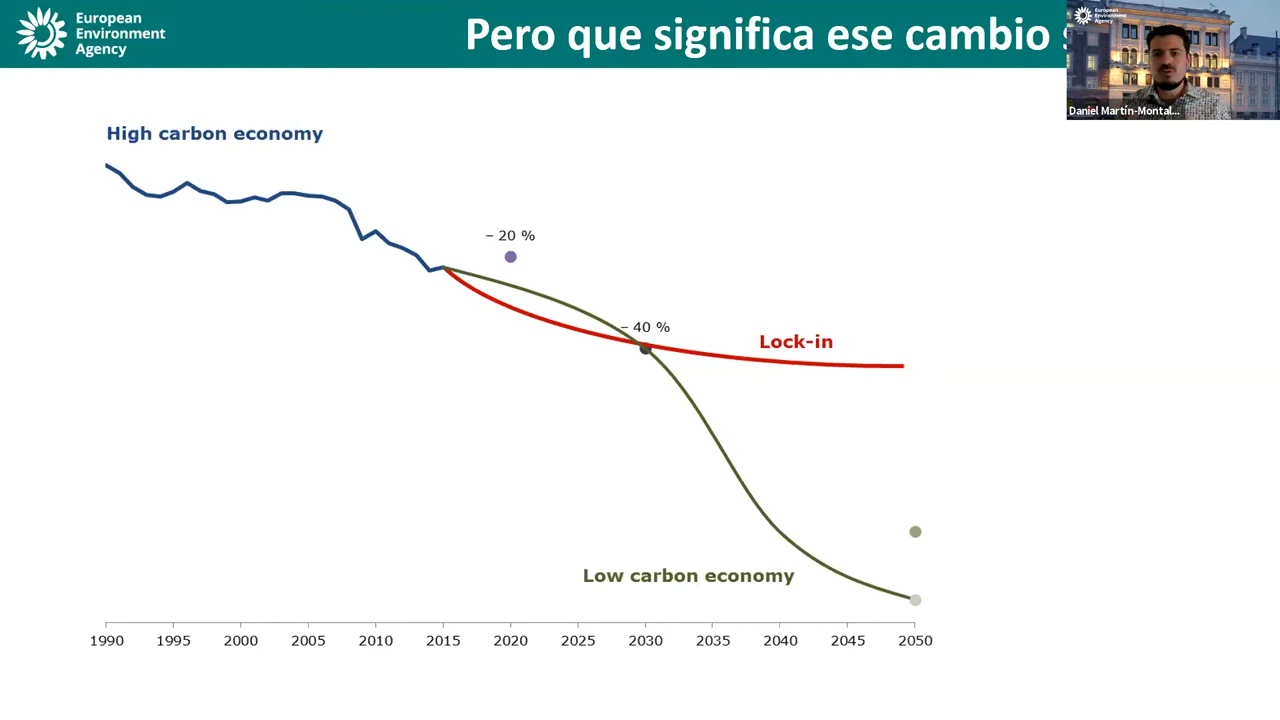 European
Environment
Agency
Pero que significa ese cambio
European
Environment
Agency
Daniel Martín-Montal...
High carbon economy
– 20 %
– 40 %
Lock-in
Low carbon economy
1990 1995 2000 2005 2010 2015 2020 2025 2030 2035 2040 2045 2050